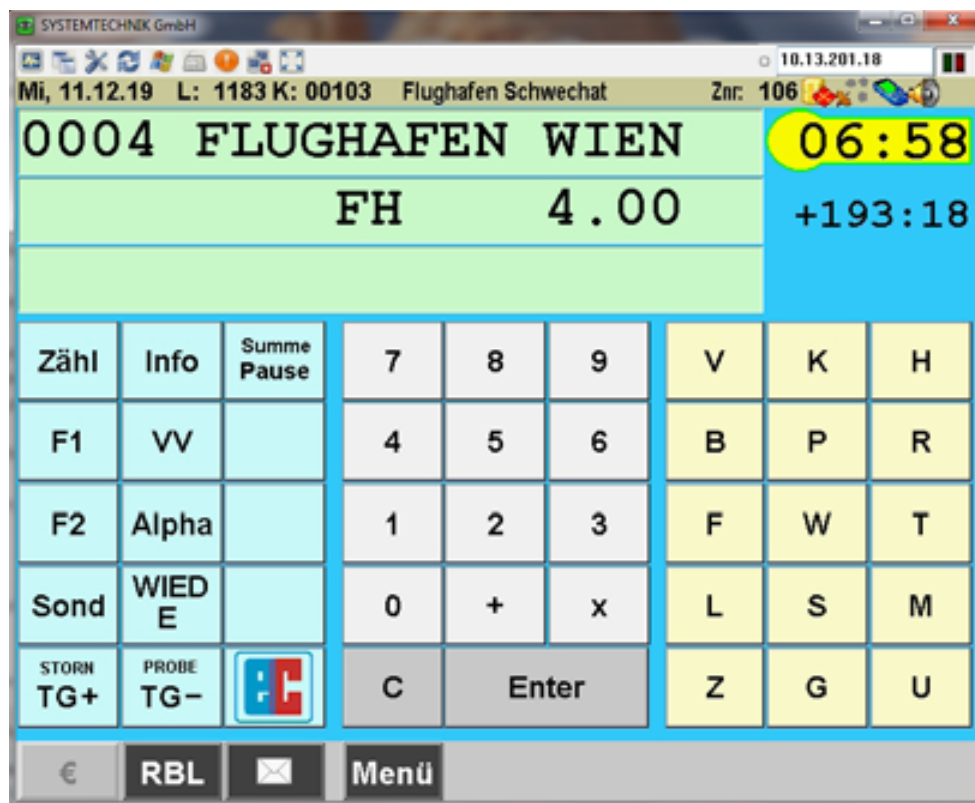 SYSTEMTECHNIK GmbH
10.13.201.18
Mi, 11.12.19 L: 1183 K: 00103 Flughafen Schwechat Znr: 106
0004 FLUGHAFEN WIEN 06:58
FH 4.00 +193:18
Zähl Info Summe Pause 7 8 9 V K H
F1 VV 4 5 6 B P R
F2 Alpha 1 2 3 F W T
Sond WIED E 0 + x L S M
STORN TG+ PROBE TG- EC C Enter Z G U
€ RBL Menü